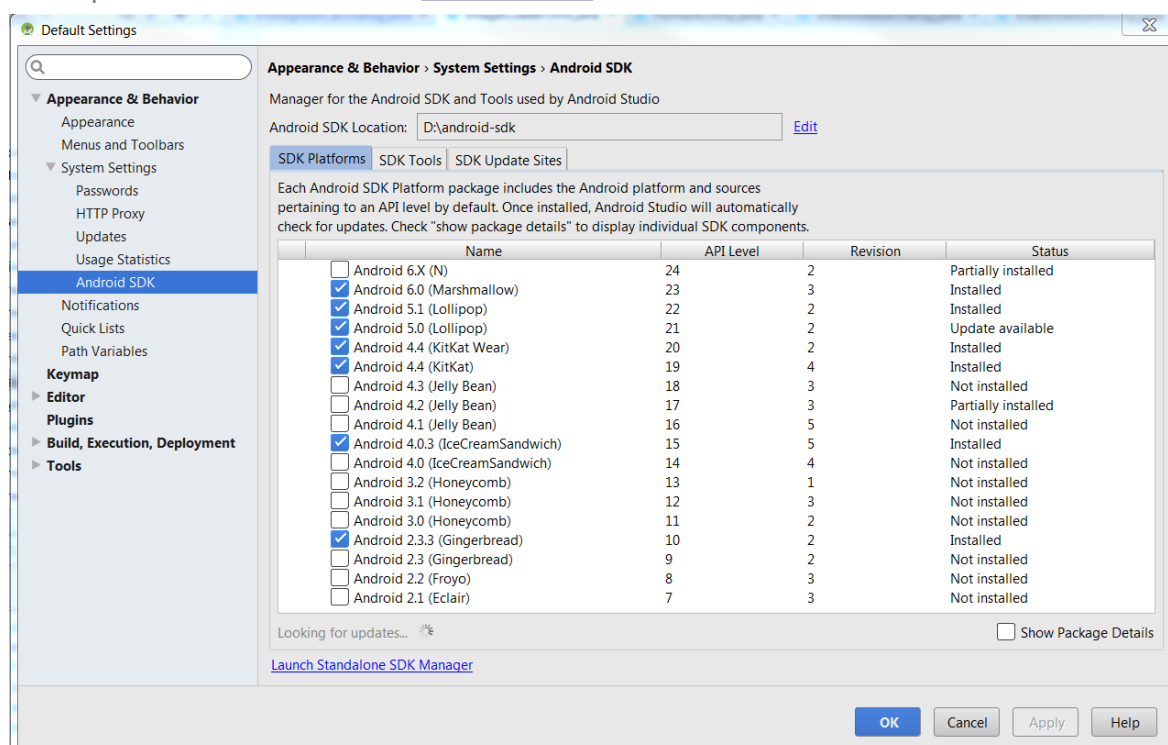 Default Settings
Appearance & Behavior › System Settings › Android SDK
Appearance & Behavior
Appearance
Menus and Toolbars
System Settings
Passwords
HTTP Proxy
Updates
Usage Statistics
Android SDK
Notifications
Quick Lists
Path Variables
Keymap
Editor
Plugins
Build, Execution, Deployment
Tools
Manager for the Android SDK and Tools used by Android Studio
Android SDK Location: D:\android-sdk Edit
SDK Platforms SDK Tools SDK Update Sites
Each Android SDK Platform package includes the Android platform and sources
pertaining to an API level by default. Once installed, Android Studio will automatically
check for updates. Check "show package details" to display individual SDK components.
Name API Level Revision Status
Android 6.X (N) 24 2 Partially installed
Android 6.0 (Marshmallow) 23 3 Installed
Android 5.1 (Lollipop) 22 2 Installed
Android 5.0 (Lollipop) 21 2 Update available
Android 4.4 (KitKat Wear) 20 2 Installed
Android 4.4 (KitKat) 19 4 Installed
Android 4.3 (Jelly Bean) 18 3 Not installed
Android 4.2 (Jelly Bean) 17 3 Partially installed
Android 4.1 (Jelly Bean) 16 5 Not installed
Android 4.0.3 (IceCreamSandwich) 15 5 Installed
Android 4.0 (IceCreamSandwich) 14 4 Not installed
Android 3.2 (Honeycomb) 13 1 Not installed
Android 3.1 (Honeycomb) 12 3 Not installed
Android 3.0 (Honeycomb) 11 2 Not installed
Android 2.3.3 (Gingerbread) 10 2 Installed
Android 2.3 (Gingerbread) 9 2 Not installed
Android 2.2 (Froyo) 8 3 Not installed
Android 2.1 (Eclair) 7 3 Not installed
Looking for updates... Show Package Details
Launch Standalone SDK Manager
OK Cancel Apply Help